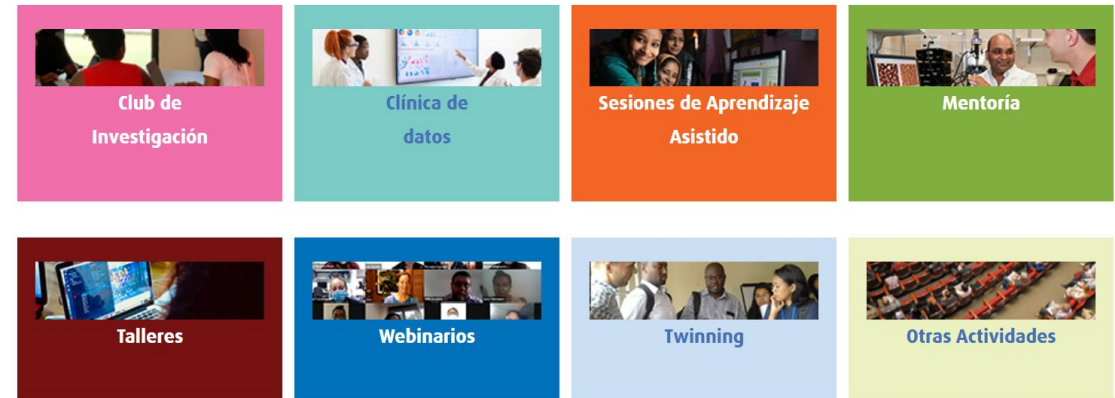 Club de
Investigación
Clínica de
datos
Sesiones de Aprendizaje
Asistido
Mentoría
Talleres
Webinarios
Twinning
Otras Actividades